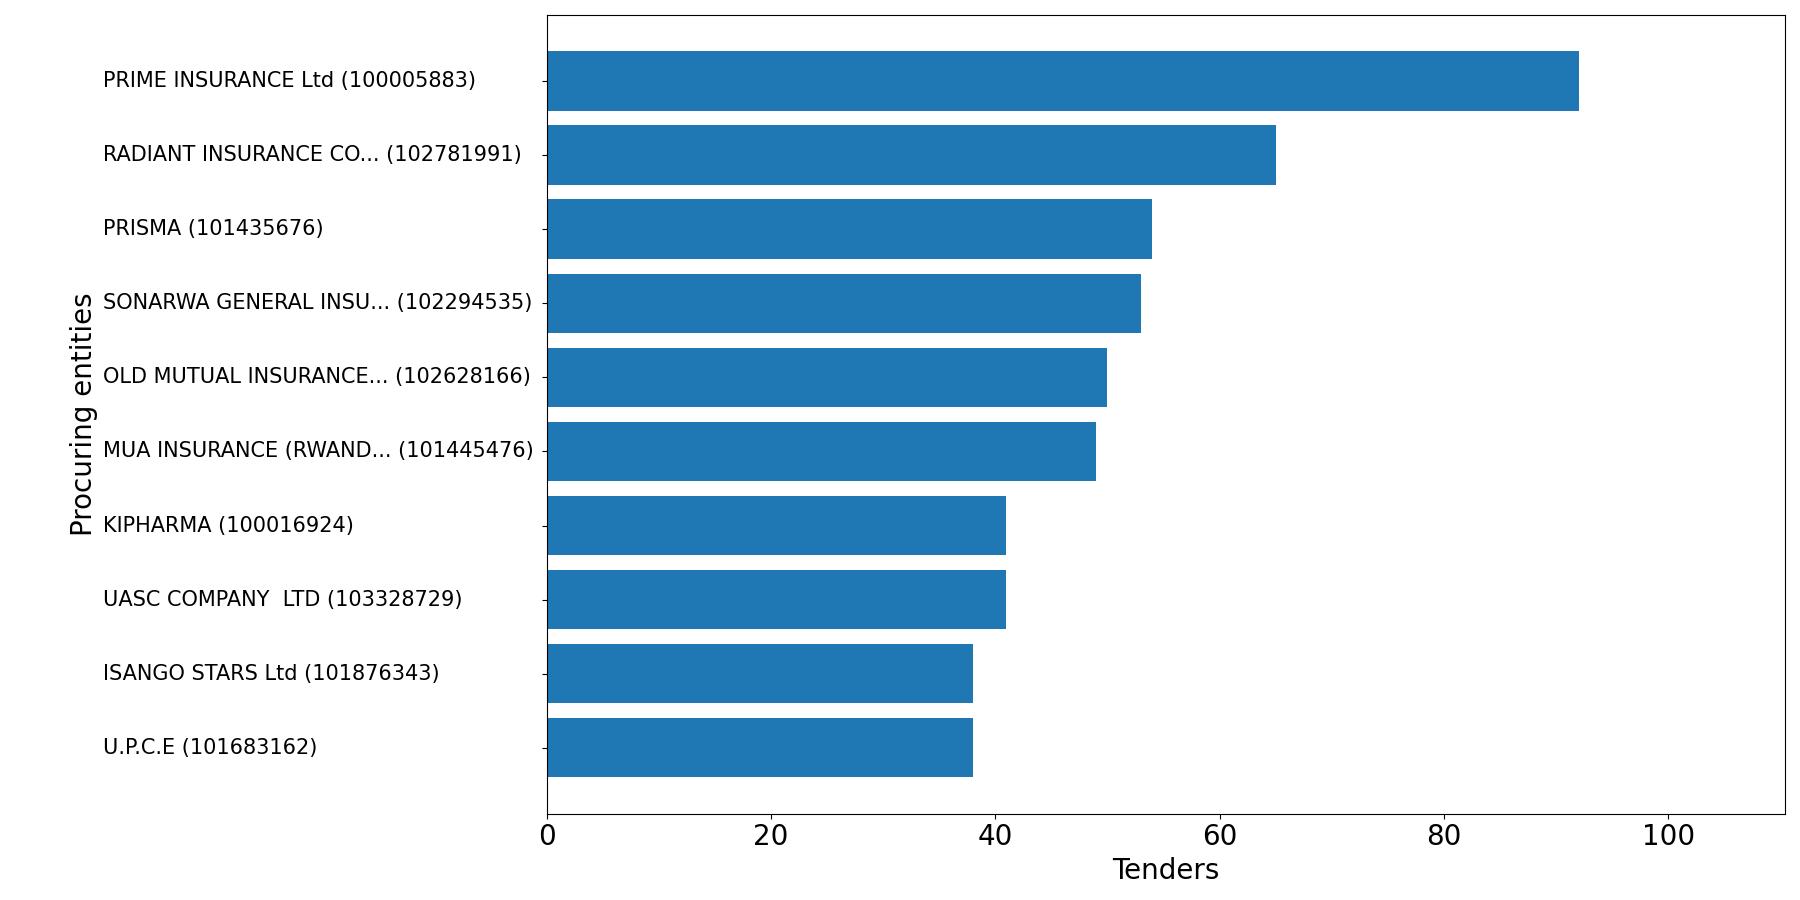 PRIME INSURANCE Ltd (100005883)
RADIANT INSURANCE CO... (102781991)
PRISMA (101435676)
SONARWA GENERAL INSU... (102294535)
OLD MUTUAL INSURANCE... (102628166)
MUA INSURANCE (RWAND... (101445476)
KIPHARMA (100016924)
UASC COMPANY  LTD (103328729)
ISANGO STARS Ltd (101876343)
U.P.C.E (101683162)
Procuring entities
0 20 40 60 80 100
Tenders